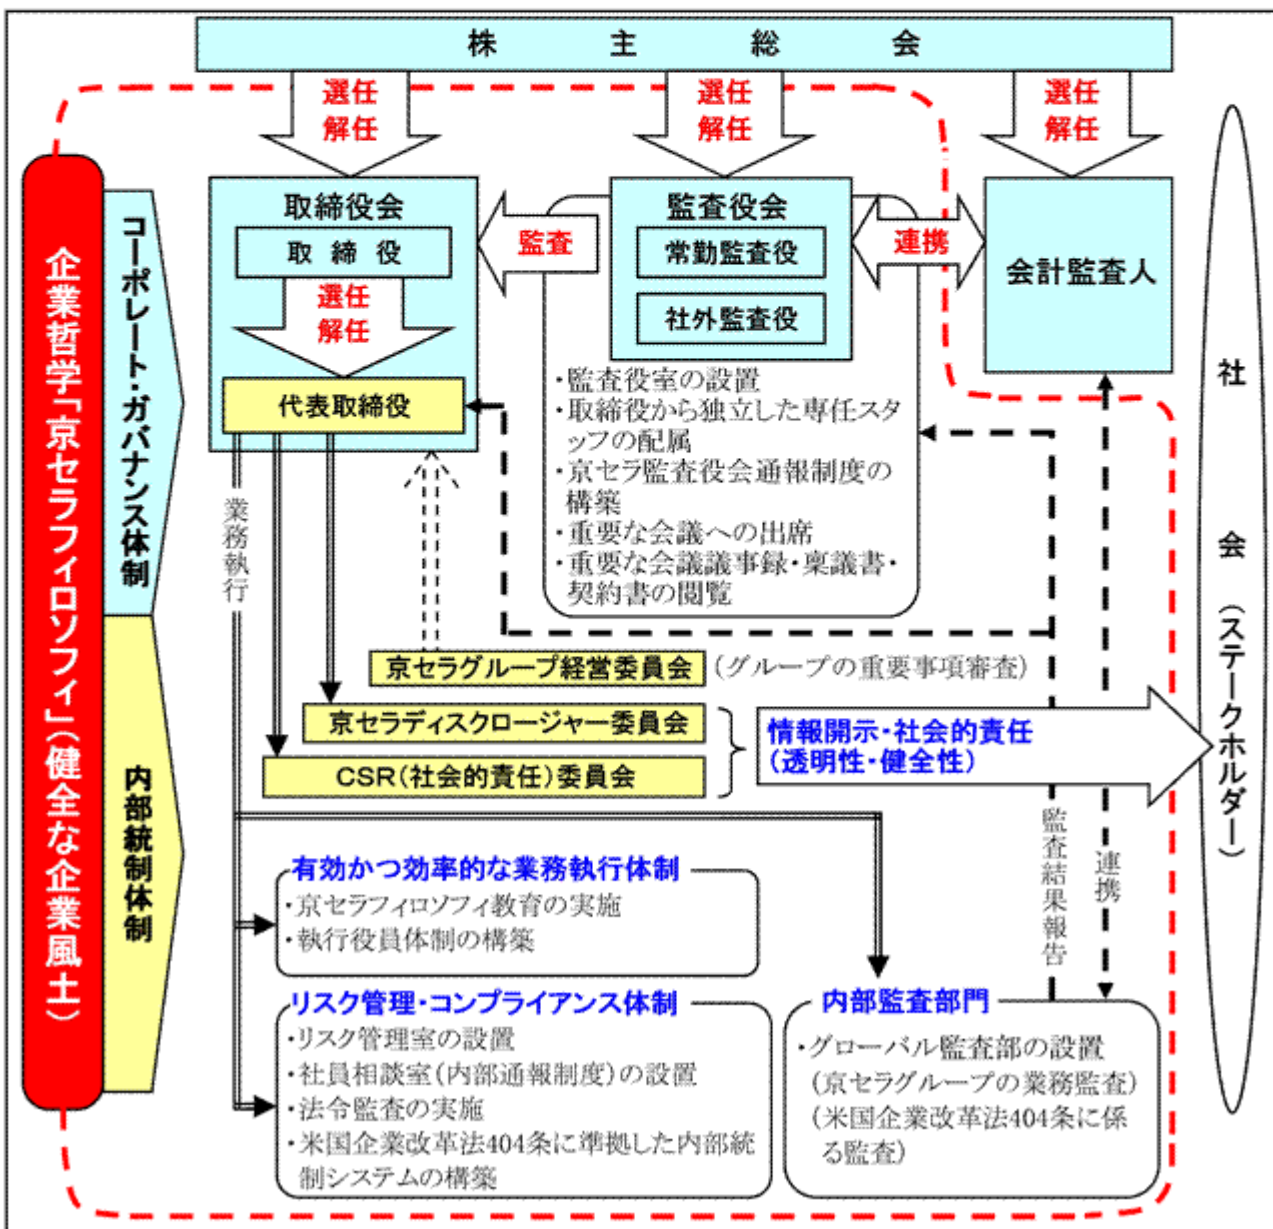 株主総会
選任
解任
選任
解任
選任
解任
企業哲学「京セラフィロソフィ」(健全な企業風土)
コーポレート・ガバナンス体制
内部統制体制
取締役会
取締役
選任
解任
代表取締役
監査
監査役会
常勤監査役
社外監査役
連携
会計監査人
・監査役室の設置
・取締役から独立した専任スタ
ッフの配属
・京セラ監査役会通報制度の
構築
・重要な会議への出席
・重要な会議議事録・稟議書・
契約書の閲覧
業務執行
京セラグループ経営委員会
(グループの重要事項審査)
京セラディスクロージャー委員会
CSR(社会的責任)委員会
情報開示・社会的責任
(透明性・健全性)
社会(ステークホルダー)
監査結果報告
連携
有効かつ効率的な業務執行体制
・京セラフィロソフィ教育の実施
・執行役員体制の構築
リスク管理・コンプライアンス体制
・リスク管理室の設置
・社員相談室(内部通報制度)の設置
・法令監査の実施
・米国企業改革法404条に準拠した内部統
制システムの構築
内部監査部門
・グローバル監査部の設置
(京セラグループの業務監査)
(米国企業改革法404条に係
る監査)